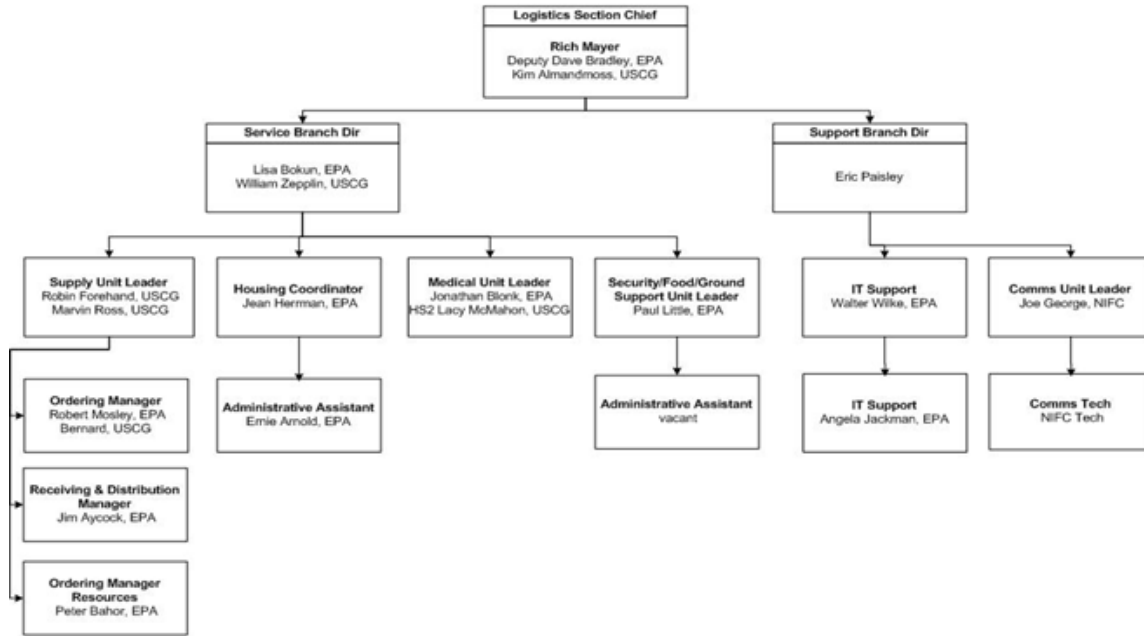 Logistics Section Chief
Rich Mayer
Deputy Dave Bradley, EPA
Kim Almandmoss, USCG
Service Branch Dir
Lisa Bokun, EPA
William Zepplin, USCG
Support Branch Dir
Eric Paisley
Supply Unit Leader
Robin Forehand, USCG
Marvin Ross, USCG
Housing Coordinator
Jean Herrman, EPA
Medical Unit Leader
Jonathan Blonk, EPA
HS2 Lacy McMahon, USCG
Security/Food/Ground
Support Unit Leader
Paul Little, EPA
IT Support
Walter Wilke, EPA
Comms Unit Leader
Joe George, NIFC
Ordering Manager
Robert Mosley, EPA
Bernard, USCG
Administrative Assistant
Ernie Arnold, EPA
Administrative Assistant
vacant
IT Support
Angela Jackman, EPA
Comms Tech
NIFC Tech
Receiving & Distribution
Manager
Jim Aycock, EPA
Ordering Manager
Resources
Peter Bahor, EPA